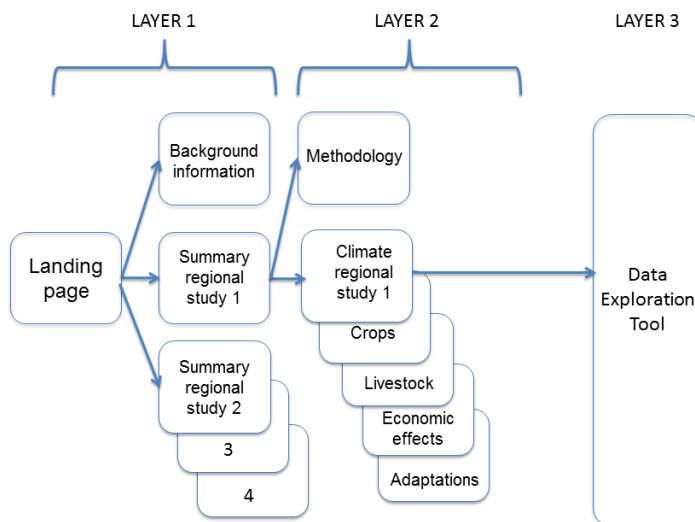 LAYER 1
LAYER 2
LAYER 3
Background
information
Methodology
Landing
page
Summary
regional
study 1
Climate
regional
study 1
Data
Exploration
Tool
Crops
Summary
regional
study 2
Livestock
Economic
effects
3
Adaptations
4